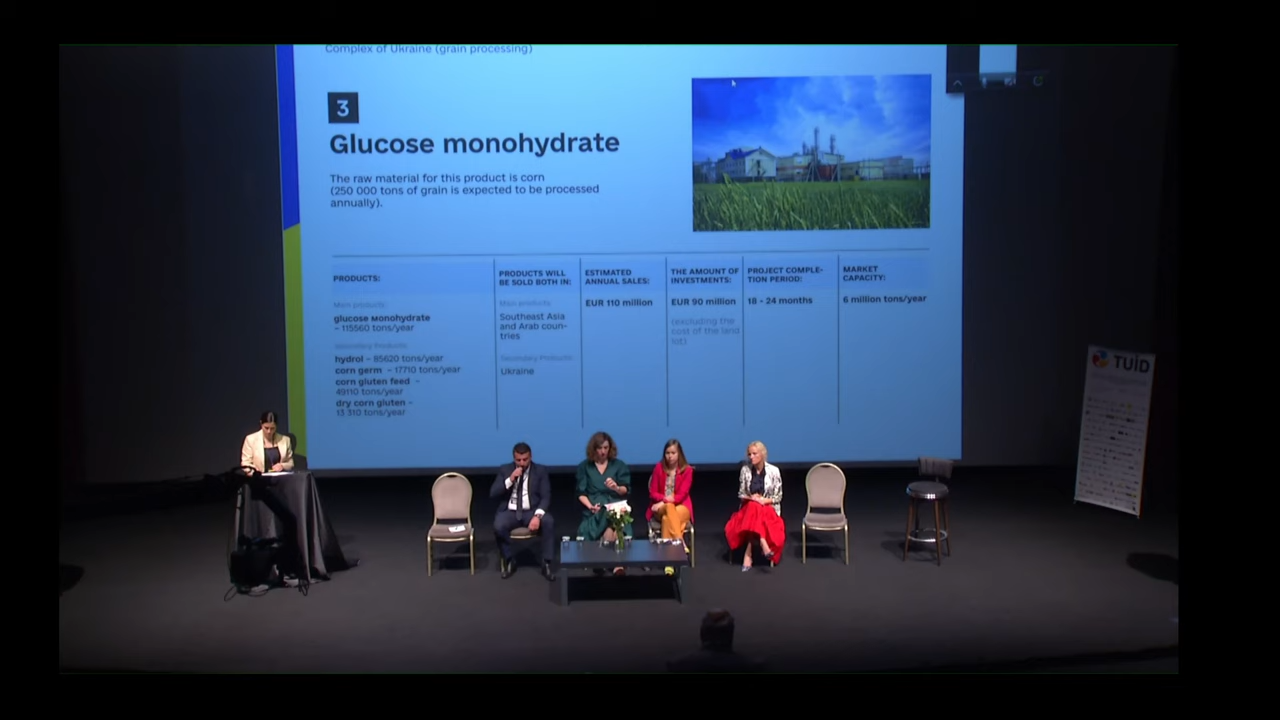 Complex of Ukraine (grain processing)
3
Glucose monohydrate
The raw material for this product is corn
(250 000 tons of grain is expected to be processed
annually).
PRODUCTS:
Main products:
glucose monohydrate
– 115560 tons/year
Secondary Products:
hydrol – 85620 tons/year
corn germ – 17710 tons/year
corn gluten feed –
49110 tons/year
dry corn gluten –
13 310 tons/year
PRODUCTS WILL
BE SOLD BOTH IN:
Main products:
Southeast Asia
and Arab coun-
tries
Secondary Products:
Ukraine
ESTIMATED
ANNUAL SALES:
EUR 110 million
THE AMOUNT OF
INVESTMENTS:
EUR 90 million
(excluding the
cost of the land
lot)
PROJECT COMPLE-
TION PERIOD:
18 - 24 months
MARKET
CAPACITY:
6 million tons/year
TUİD